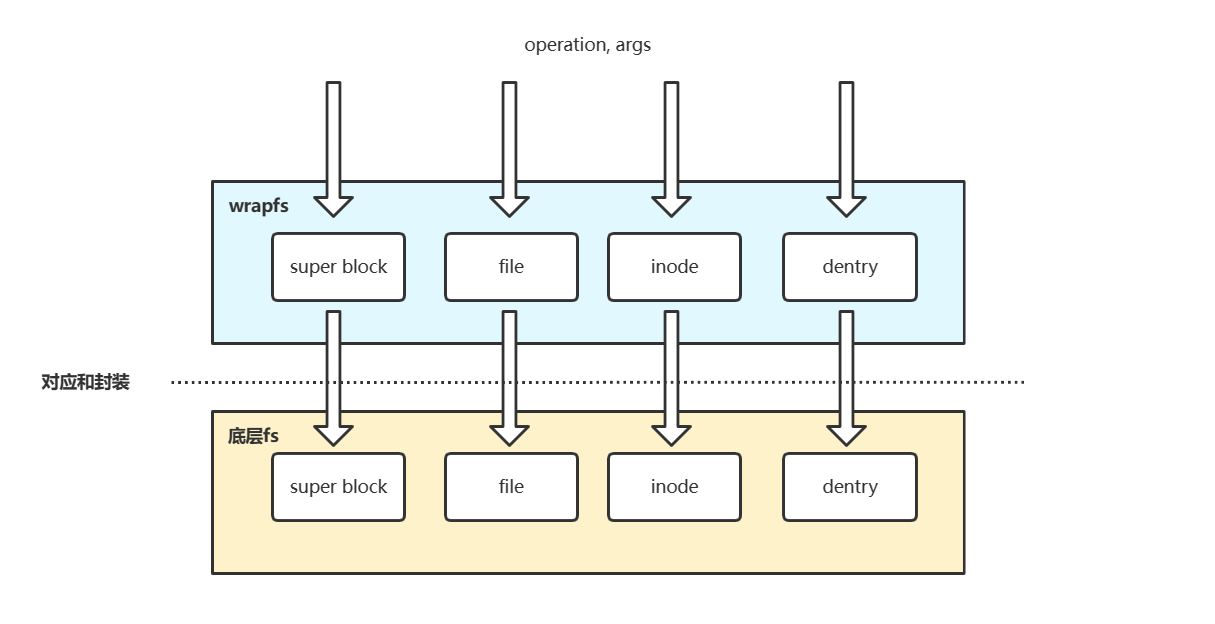 operation, args
wrapfs
super block
file
inode
dentry
对应和封装
底层fs
super block
file
inode
dentry